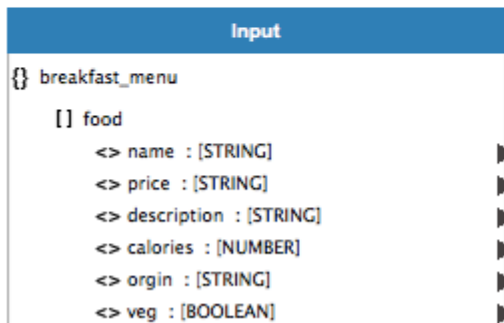 Input
{} breakfast_menu
[] food
<> name : [STRING]
<> price : [STRING]
<> description : [STRING]
<> calories : [NUMBER]
<> orgin : [STRING]
<> veg : [BOOLEAN]